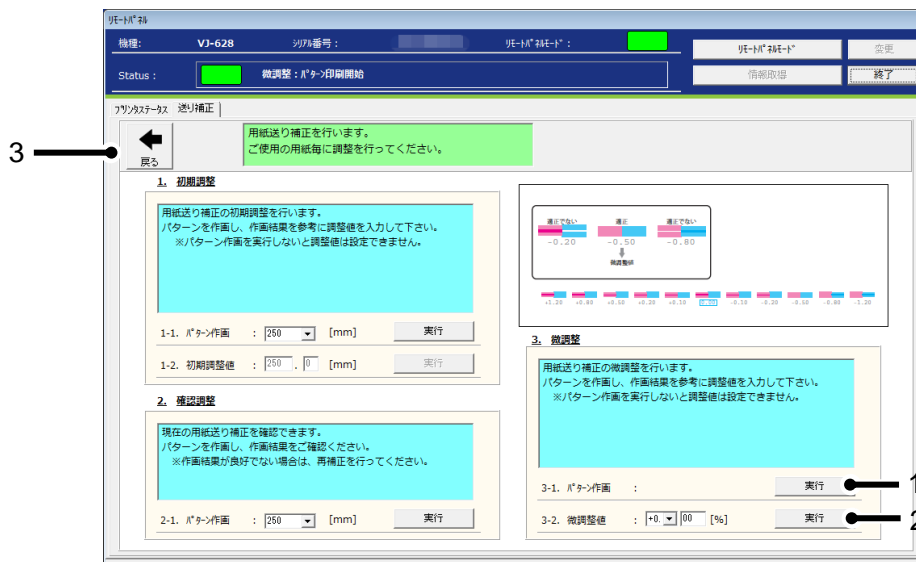 リモートパネル
機種: VJ-628 シリアル番号: リモートパネルモード: リモートパネルモード 変更
Status: 微調整:パターン印刷開始 情報取得 終了
プリンタステータス 送り補正
3
戻る
用紙送り補正を行います。
ご使用の用紙毎に調整を行ってください。
1. 初期調整
用紙送り補正の初期調整を行います。
パターンを作画し、作画結果を参考に調整値を入力して下さい。
※パターン作画を実行しないと調整値は設定できません。
1-1. パターン作画 : 250 [mm] 実行
1-2. 初期調整値 : 250 . 0 [mm] 実行
2. 確認調整
現在の用紙送り補正を確認できます。
パターンを作画し、作画結果をご確認ください。
※作画結果が良好でない場合は、再補正を行ってください。
2-1. パターン作画 : 250 [mm] 実行
適正でない 適正 適正でない
-0.20 -0.50 -0.80
微調整値
3. 微調整
用紙送り補正の微調整を行います。
パターンを作画し、作画結果を参考に調整値を入力して下さい。
※パターン作画を実行しないと調整値は設定できません。
3-1. パターン作画 : 実行 1
3-2. 微調整値 : +0. 00 [%] 実行 2